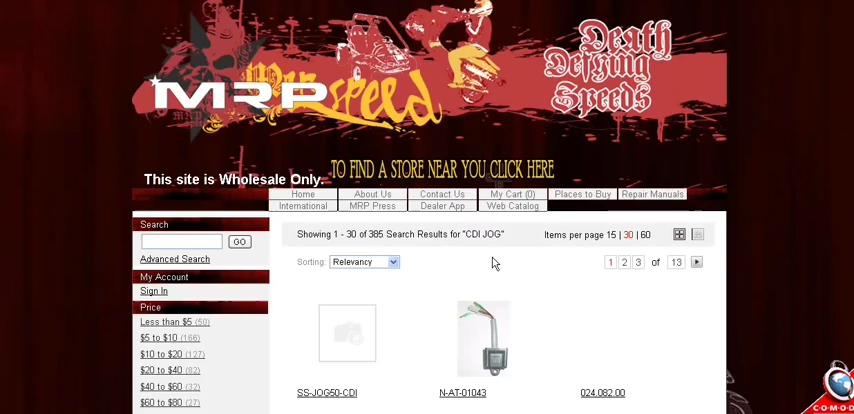 Death
Defying
Speeds
MRP
Mrp speed
TO FIND A STORE NEAR YOU CLICK HERE
This site is Wholesale Only.
Home About Us Contact Us My Cart (0) Places to Buy Repair Manuals
International MRP Press Dealer App Web Catalog
Search
GO
Advanced Search
My Account
Sign In
Price
Less than $5 (50)
$5 to $10 (166)
$10 to $20 (127)
$20 to $40 (82)
$40 to $60 (32)
$60 to $80 (27)
Showing 1 - 30 of 385 Search Results for "CDI JOG" Items per page 15 | 30 | 60
Sorting: Relevancy 1 2 3 of 13
SS-JOG50-CDI N-AT-01043 024.082.00
COMOD